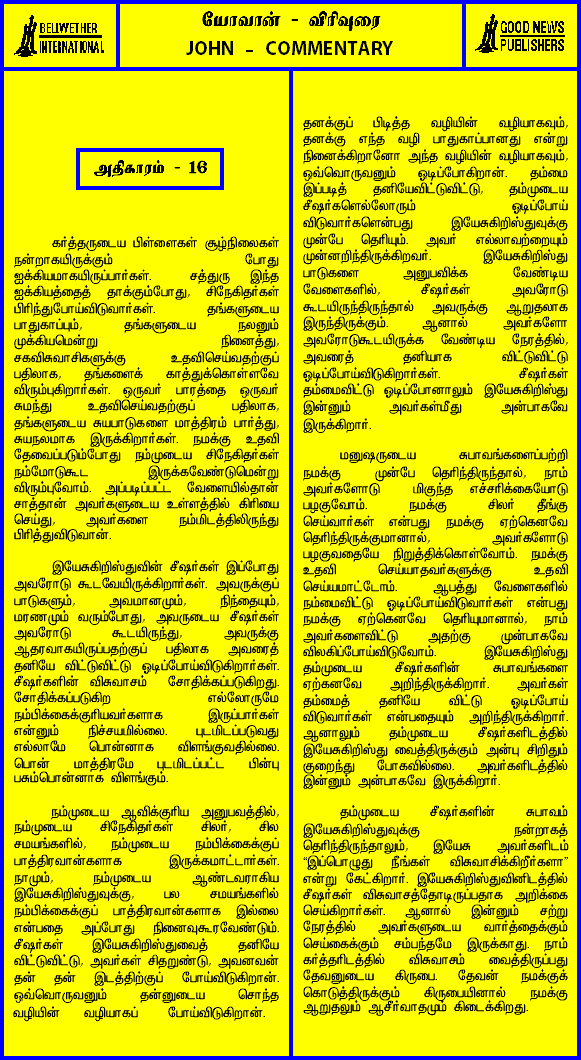 BELWETHER
INTERNATIONAL
யோவான் - விரிவுரை
JOHN - COMMENTARY
GOOD NEWS
PUBLISHERS
அதிகாரம் - 16
கர்த்தருடைய பிள்ளைகள் சூழ்நிலைகள்
நன்றாகயிருக்கும் போது
ஐக்கியமாகயிருப்பார்கள். சத்துரு இந்த
ஐக்கியத்தைத் தாக்கும்போது, சிநேகிதர்கள்
பிரிந்துபோய்விடுவார்கள். தங்களுடைய
பாதுகாப்பும், தங்களுடைய நலனும்
முக்கியமென்று நினைத்து,
சகவிசுவாசிகளுக்கு உதவிசெய்வதற்குப்
பதிலாக, தங்களைக் காத்துக்கொள்ளவே
விரும்புகிறார்கள். ஒருவர் பாரத்தை ஒருவர்
சுமந்து உதவிசெய்வதற்குப் பதிலாக,
தங்களுடைய சுயபாடுகளை மாத்திரம் பார்த்து,
சுயநலமாக இருக்கிறார்கள். நமக்கு உதவி
தேவைப்படும்போது நம்முடைய சிநேகிதர்கள்
நம்மோடுகூட இருக்கவேண்டுமென்று
விரும்புவோம். அப்படிப்பட்ட வேளையில்தான்
சாத்தான் அவர்களுடைய உள்ளத்தில் கிரியை
செய்து, அவர்களை நம்மிடத்திலிருந்து
பிரித்துவிடுவான்.
இயேசுகிறிஸ்துவின் சீஷர்கள் இப்போது
அவரோடு கூடவேயிருக்கிறார்கள். அவருக்குப்
பாடுகளும், அவமானமும், நிந்தையும்,
மரணமும் வரும்போது, அவருடைய சீஷர்கள்
அவரோடு கூடயிருந்து, அவருக்கு
ஆதரவாகயிருப்பதற்குப் பதிலாக அவரைத்
தனியே விட்டுவிட்டு ஓடிப்போய்விடுகிறார்கள்.
சீஷர்களின் விசுவாசம் சோதிக்கப்படுகிறது.
சோதிக்கப்படுகிற எல்லோருமே
நம்பிக்கைக்குரியவர்களாக இருப்பார்கள்
என்னும் நிச்சயமில்லை. புடமிடப்படுவது
எல்லாமே பொன்னாக விளங்குவதில்லை.
பொன் மாத்திரமே புடமிடப்பட்ட பின்பு
பசும்பொன்னாக விளங்கும்.
நம்முடைய ஆவிக்குரிய அனுபவத்தில்,
நம்முடைய சிநேகிதர்கள் சிலர், சில
சமயங்களில், நம்முடைய நம்பிக்கைக்குப்
பாத்திரவான்களாக இருக்கமாட்டார்கள்.
நாமும், நம்முடைய ஆண்டவராகிய
இயேசுகிறிஸ்துவுக்கு, பல சமயங்களில்
நம்பிக்கைக்குப் பாத்திரவான்களாக இல்லை
என்பதை அப்போது நினைவுகூரவேண்டும்.
சீஷர்கள் இயேசுகிறிஸ்துவைத் தனியே
விட்டுவிட்டு, அவர்கள் சிதறுண்டு, அவனவன்
தன் தன் இடத்திற்குப் போய்விடுகிறான்.
ஒவ்வொருவனும் தன்னுடைய சொந்த
வழியின் வழியாகப் போய்விடுகிறான்.
தனக்குப் பிடித்த வழியின் வழியாகவும்,
தனக்கு எந்த வழி பாதுகாப்பானது என்று
நினைக்கிறானோ அந்த வழியின் வழியாகவும்,
ஒவ்வொருவனும் ஓடிப்போகிறான். தம்மை
இப்படித் தனியேவிட்டுவிட்டு, தம்முடைய
சீஷர்களெல்லோரும் ஓடிப்போய்
விடுவார்களென்பது இயேசுகிறிஸ்துவுக்கு
முன்பே தெரியும். அவர் எல்லாவற்றையும்
முன்னறிந்திருக்கிறவர். இயேசுகிறிஸ்து
பாடுகளை அனுபவிக்க வேண்டிய
வேளைகளில், சீஷர்கள் அவரோடு
கூடயிருந்திருந்தால் அவருக்கு ஆறுதலாக
இருந்திருக்கும். ஆனால் அவர்களோ
அவரோடுகூடயிருக்க வேண்டிய நேரத்தில்,
அவரைத் தனியாக விட்டுவிட்டு
ஓடிப்போய்விடுகிறார்கள். சீஷர்கள்
தம்மைவிட்டு ஓடிப்போனாலும் இயேசுகிறிஸ்து
இன்னும் அவர்கள்மீது அன்பாகவே
இருக்கிறார்.
மனுஷருடைய சுபாவங்களைப்பற்றி
நமக்கு முன்பே தெரிந்திருந்தால், நாம்
அவர்களோடு மிகுந்த எச்சரிக்கையோடு
பழகுவோம். நமக்கு சிலர் தீங்கு
செய்வார்கள் என்பது நமக்கு ஏற்கெனவே
தெரிந்திருக்குமானால், அவர்களோடு
பழகுவதையே நிறுத்திக்கொள்வோம். நமக்கு
உதவி செய்யாதவர்களுக்கு உதவி
செய்யமாட்டோம். ஆபத்து வேளைகளில்
நம்மைவிட்டு ஓடிப்போய்விடுவார்கள் என்பது
நமக்கு ஏற்கெனவே தெரியுமானால், நாம்
அவர்களைவிட்டு அதற்கு முன்பாகவே
விலகிப்போய்விடுவோம். இயேசுகிறிஸ்து
தம்முடைய சீஷர்களின் சுபாவங்களை
ஏற்கனவே அறிந்திருக்கிறார். அவர்கள்
தம்மைத் தனியே விட்டு ஓடிப்போய்
விடுவார்கள் என்பதையும் அறிந்திருக்கிறார்.
ஆனாலும் தம்முடைய சீஷர்களிடத்தில்
இயேசுகிறிஸ்து வைத்திருக்கும் அன்பு சிறிதும்
குறைந்து போகவில்லை. அவர்களிடத்தில்
இன்னும் அன்பாகவே இருக்கிறார்.
தம்முடைய சீஷர்களின் சுபாவம்
இயேசுகிறிஸ்துவுக்கு நன்றாகத்
தெரிந்திருந்தாலும், இயேசு அவர்களிடம்
“இப்பொழுது நீங்கள் விசுவாசிக்கிறீர்களா”
என்று கேட்கிறார். இயேசுகிறிஸ்துவினிடத்தில்
சீஷர்கள் விசுவாசத்தோடிருப்பதாக அறிக்கை
செய்கிறார்கள். ஆனால் இன்னும் சற்று
நேரத்தில் அவர்களுடைய வார்த்தைக்கும்
செய்கைக்கும் சம்பந்தமே இருக்காது. நாம்
கர்த்தரிடத்தில் விசுவாசம் வைத்திருப்பது
தேவனுடைய கிருபை. தேவன் நமக்குக்
கொடுத்திருக்கும் கிருபையினால் நமக்கு
ஆறுதலும் ஆசீர்வாதமும் கிடைக்கிறது.